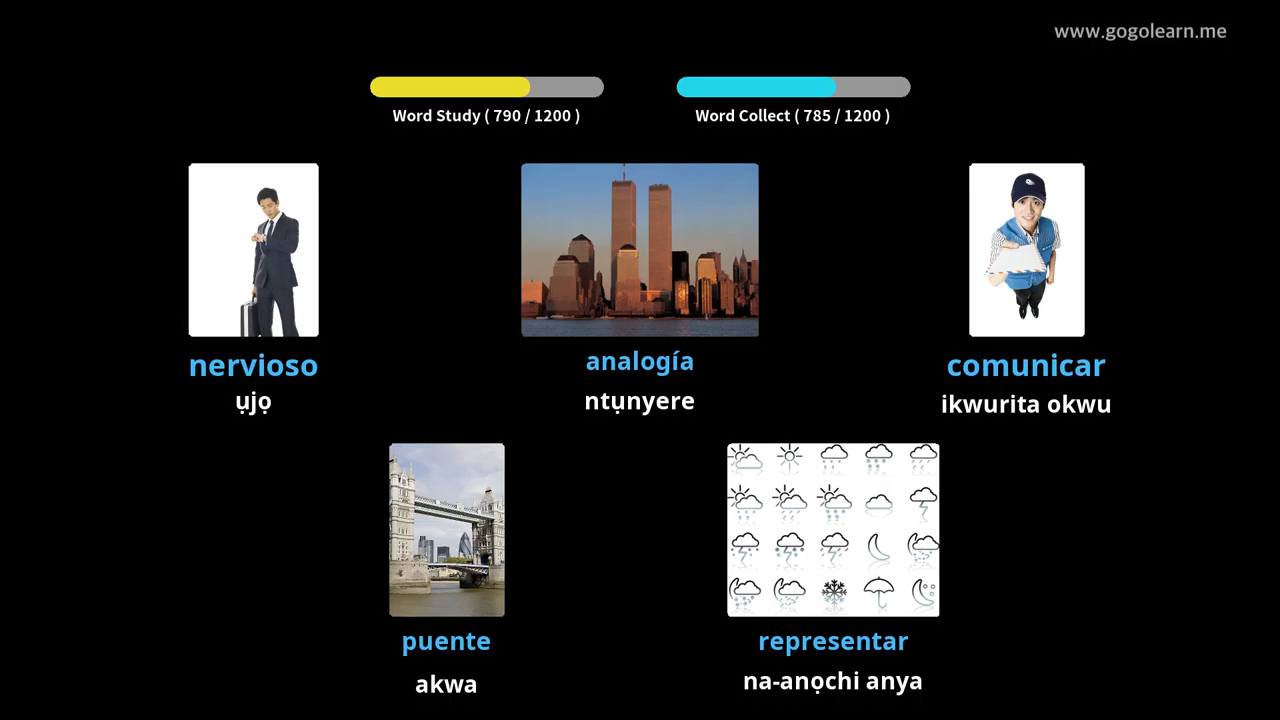 www.gogolearn.me
Word Study ( 790 / 1200 )
Word Collect ( 785 / 1200 )
nervioso
ụjọ
analogía
ntụnyere
comunicar
ikwurita okwu
puente
akwa
representar
na-anọchi anya